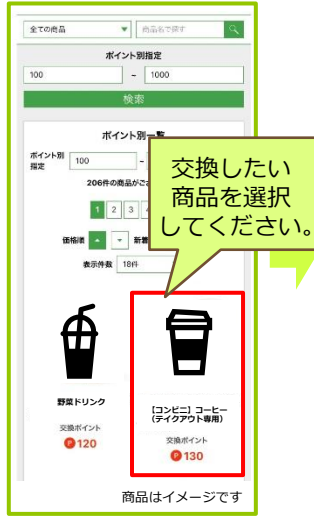 全ての商品 商品名で探す
ポイント別指定
100 - 1000
検索
ポイント別一覧
ポイント別指定 100 -
206件の商品がご
1 2 3
価格順 新着
表示件数 18件
交換したい
商品を選択
してください。
野菜ドリンク
交換ポイント
P 120
【コンビニ】コーヒー
(テイクアウト専用)
交換ポイント
P 130
商品はイメージです